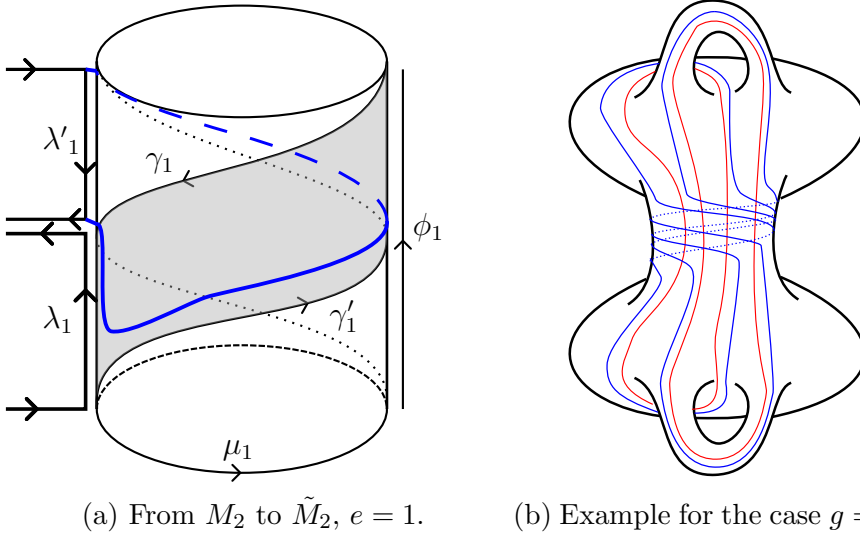 λ'₁
γ₁
ϕ₁
λ₁
γ′₁
μ₁
(a) From M₂ to M̃₂, e = 1.
(b) Example for the case g =